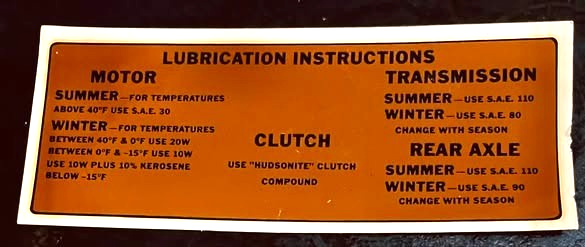 LUBRICATION INSTRUCTIONS
MOTOR
SUMMER—FOR TEMPERATURES
ABOVE 40°F USE S.A.E. 30
WINTER—FOR TEMPERATURES
BETWEEN 40°F & 0°F USE 20W
BETWEEN 0°F & -15°F USE 10W
USE 10W PLUS 10% KEROSENE
BELOW -15°F
CLUTCH
USE "HUDSONITE" CLUTCH
COMPOUND
TRANSMISSION
SUMMER—USE S.A.E. 110
WINTER—USE S.A.E. 80
CHANGE WITH SEASON
REAR AXLE
SUMMER—USE S.A.E. 110
WINTER—USE S.A.E. 90
CHANGE WITH SEASON